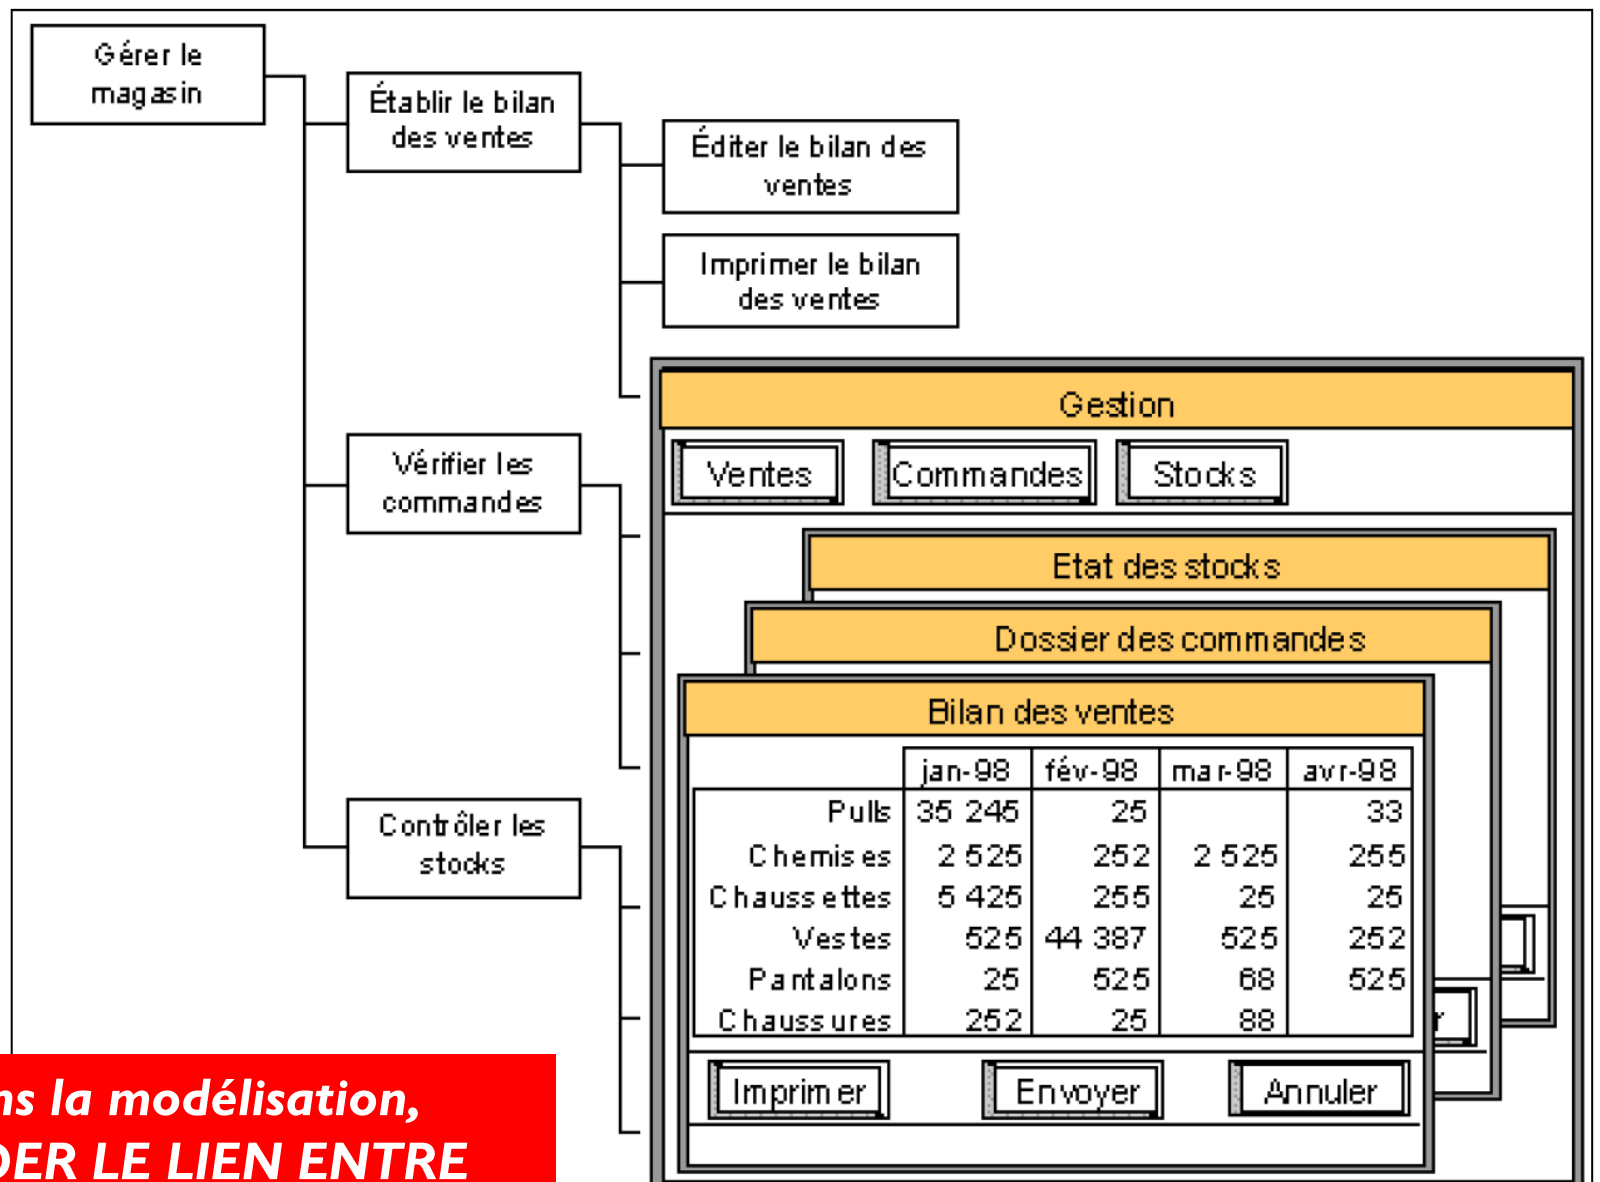 Gérer le
magasin
Établir le bilan
des ventes
Éditer le bilan des
ventes
Imprimer le bilan
des ventes
Vérifier les
commandes
Contrôler les
stocks
Gestion
Ventes Commandes Stocks
Etat des stocks
Dossier des commandes
Bilan des ventes
jan-98 fév-98 mar-98 avr-98
Pulls 35 245 25 33
Chemises 2 525 252 2 525 255
Chaussettes 5 425 255 25 25
Vestes 525 44 387 525 252
Pantalons 25 525 68 525
Chaussures 252 25 88
Imprimer Envoyer Annuler
la modélisation,
LE LIEN ENTRE